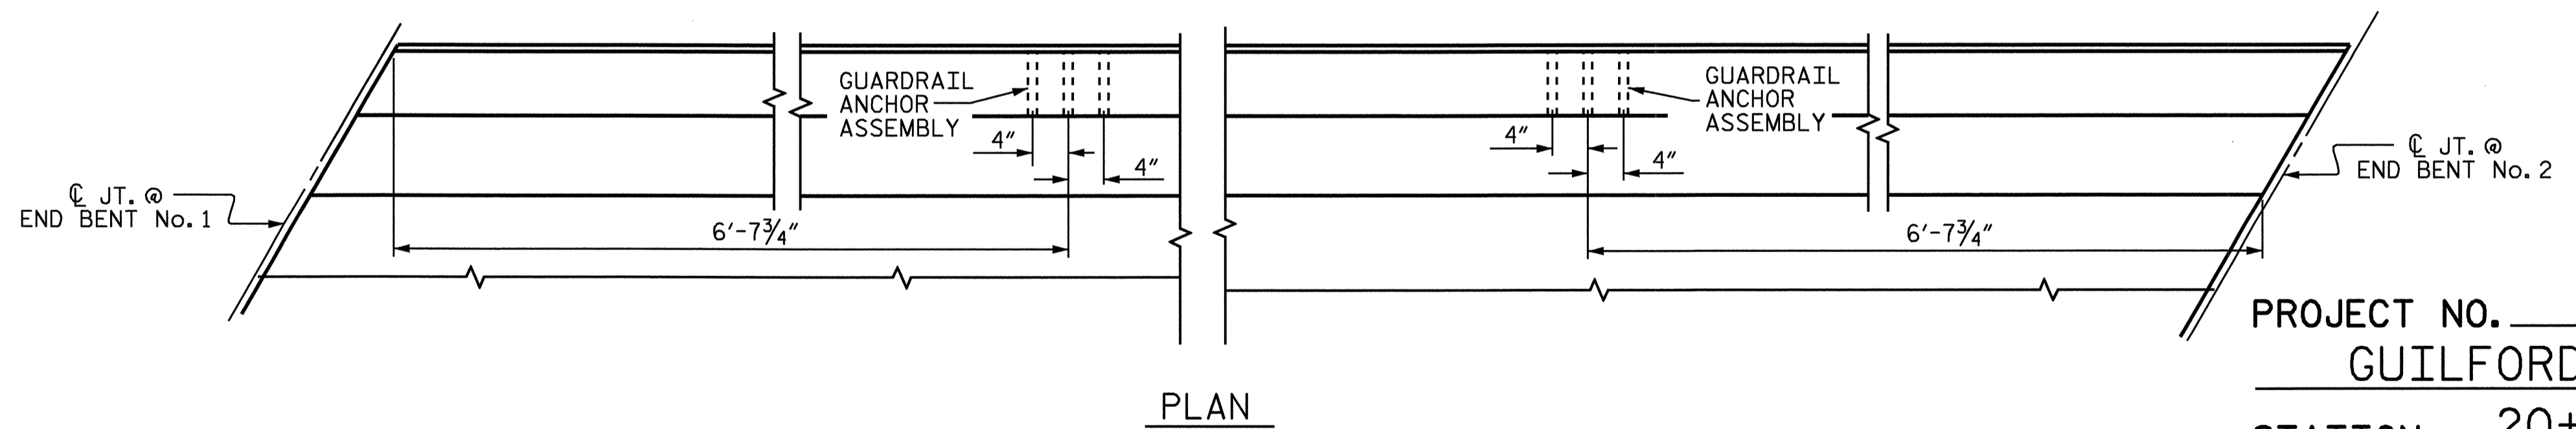 GUARDRAIL
ANCHOR
ASSEMBLY
GUARDRAIL
ANCHOR
ASSEMBLY
4"
4"
4"
4"
℄ JT. @
END BENT No. 1
℄ JT. @
END BENT No. 2
6'-7¾"
6'-7¾"
PLAN
PROJECT NO.
GUILFORD